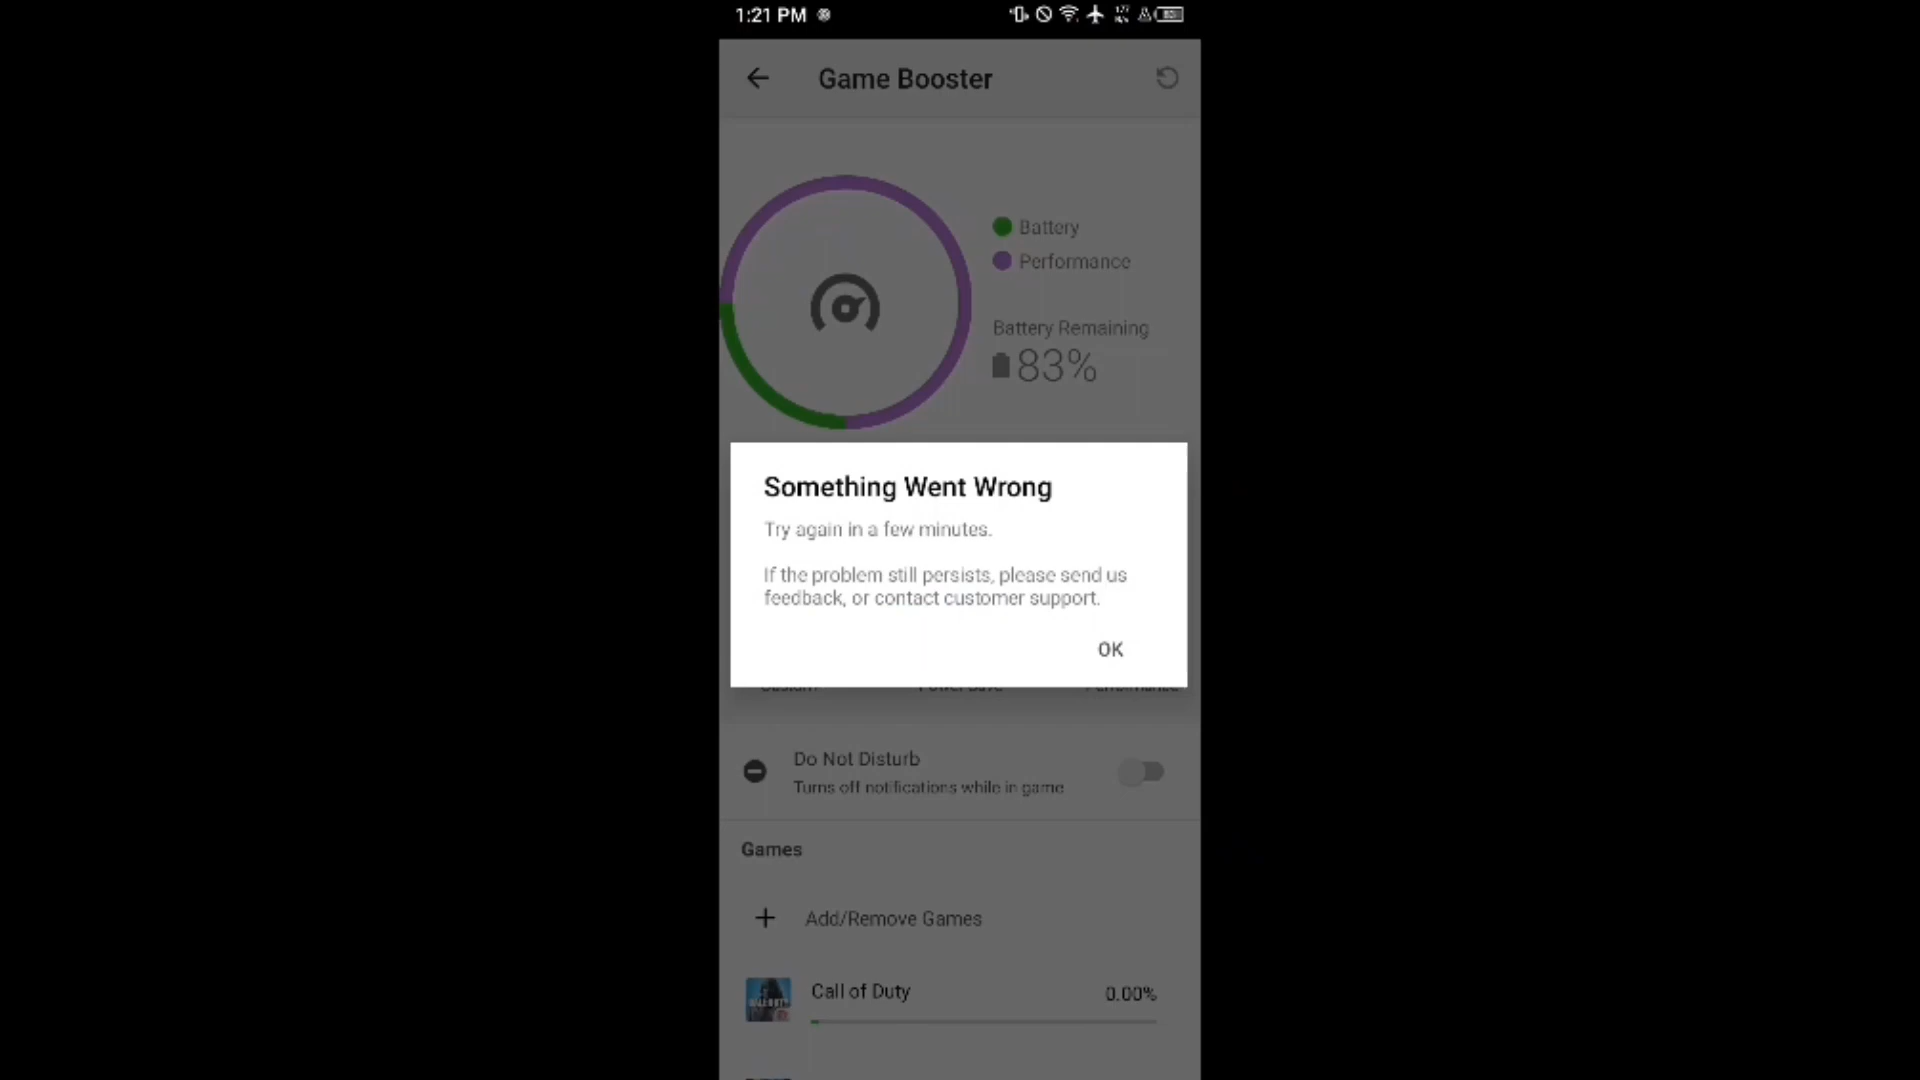 1:21 PM
Game Booster
Battery
Performance
Battery Remaining
83%
Something Went Wrong
Try again in a few minutes.
If the problem still persists, please send us
feedback, or contact customer support.
OK
Do Not Disturb
Turns off notifications while in game
Games
Add/Remove Games
Call of Duty
0.00%